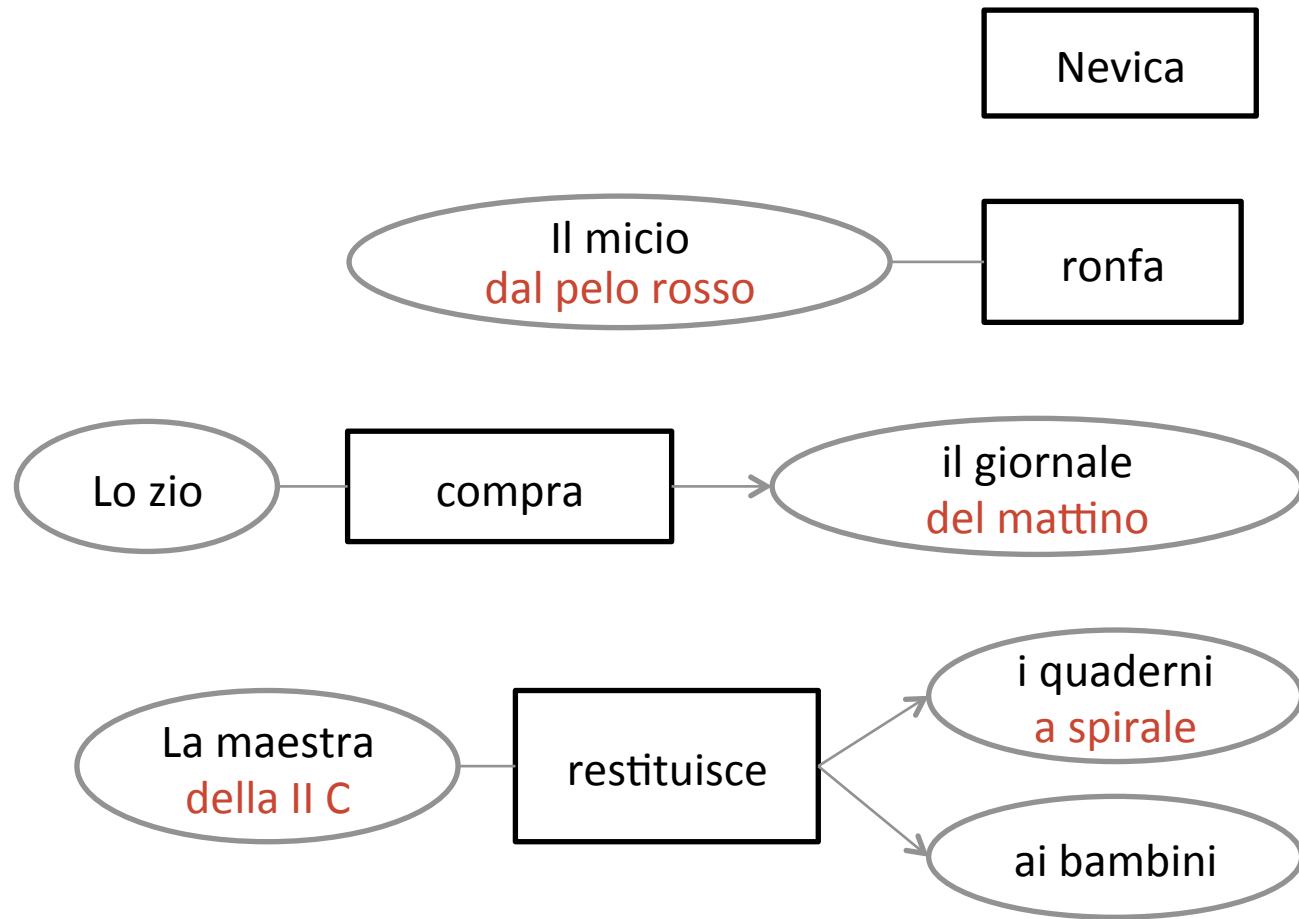 Nevica
Il micio
dal pelo rosso
ronfa
Lo zio
compra
il giornale
del mattino
La maestra
della II C
restituisce
i quaderni
a spirale
ai bambini